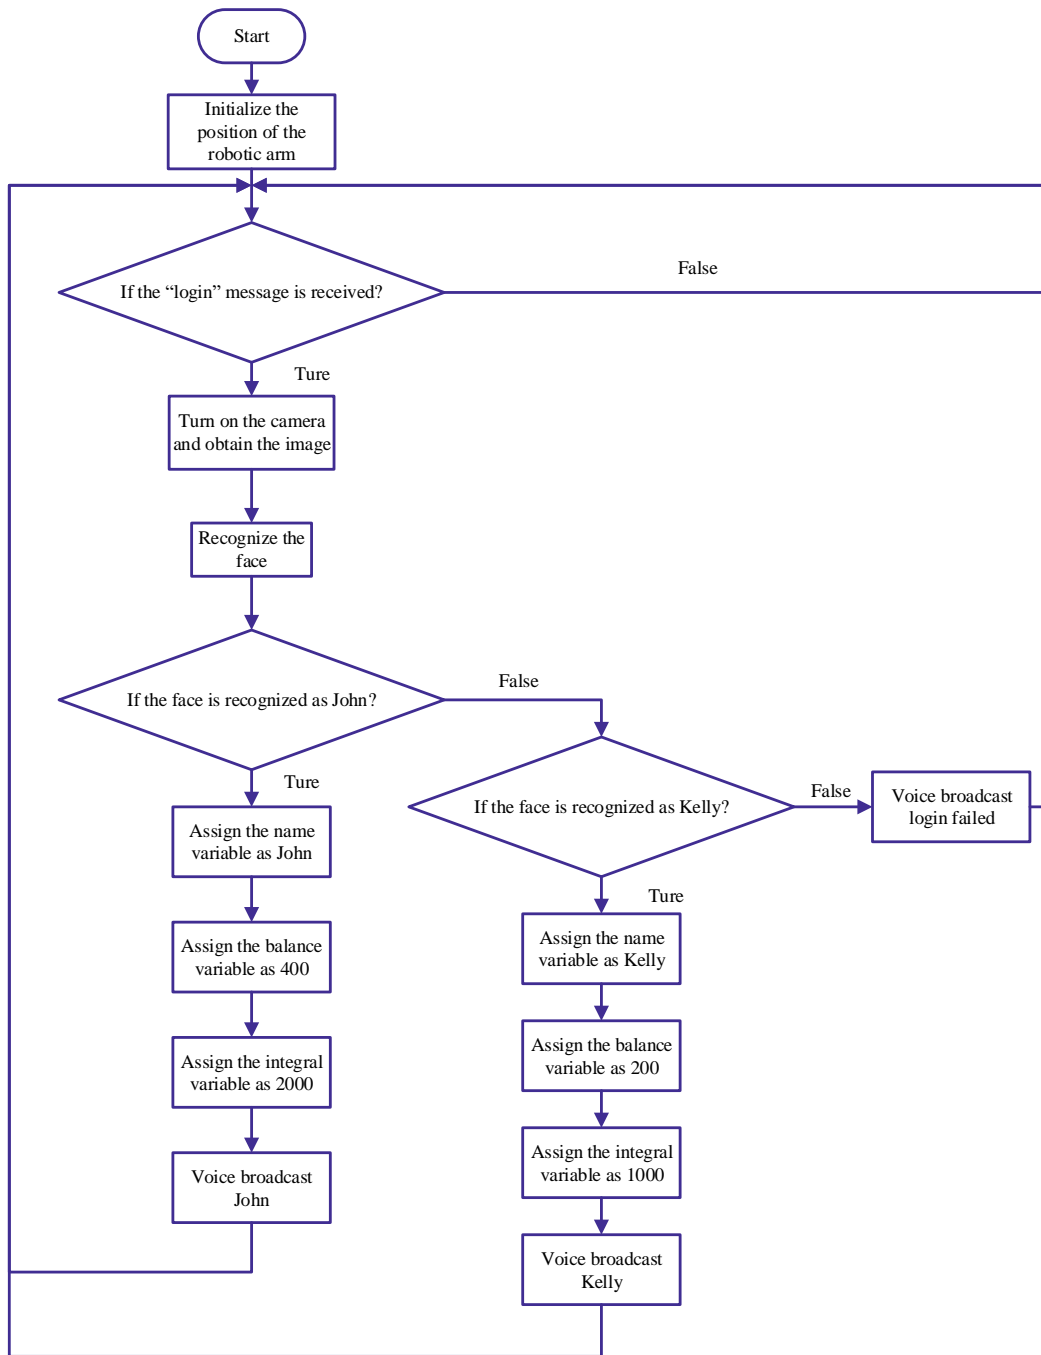 Start
Initialize the
position of the
robotic arm
If the “login” message is received?
False
Ture
Turn on the camera
and obtain the image
Recognize the
face
If the face is recognized as John?
False
Ture
If the face is recognized as Kelly?
False
Voice broadcast
login failed
Assign the name
variable as John
Ture
Assign the name
variable as Kelly
Assign the balance
variable as 400
Assign the balance
variable as 200
Assign the integral
variable as 2000
Assign the integral
variable as 1000
Voice broadcast
John
Voice broadcast
Kelly